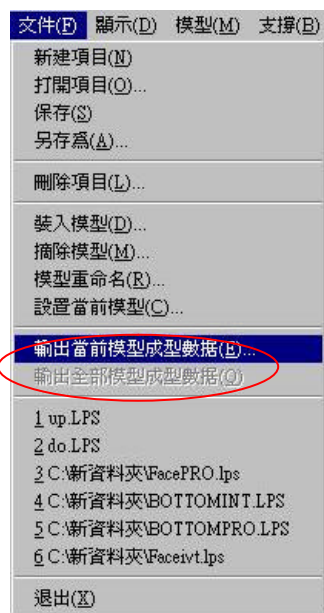 文件(F) 顯示(D) 模型(M) 支撐(B)
新建項目(N)
打開項目(O)...
保存(S)
另存爲(A)...
刪除項目(L)...
裝入模型(D)...
摘除模型(M)...
模型重命名(R)...
設置當前模型(C)...
輸出當前模型成型數据(E)...
輸出全部模型成型數据(Q)
1 up.LPS
2 do.LPS
3 C:\新資料夾\FacePRO.lps
4 C:\新資料夾\BOTTOMINT.LPS
5 C:\新資料夾\BOTTOMPRO.LPS
6 C:\新資料夾\Faceivt.lps
退出(X)